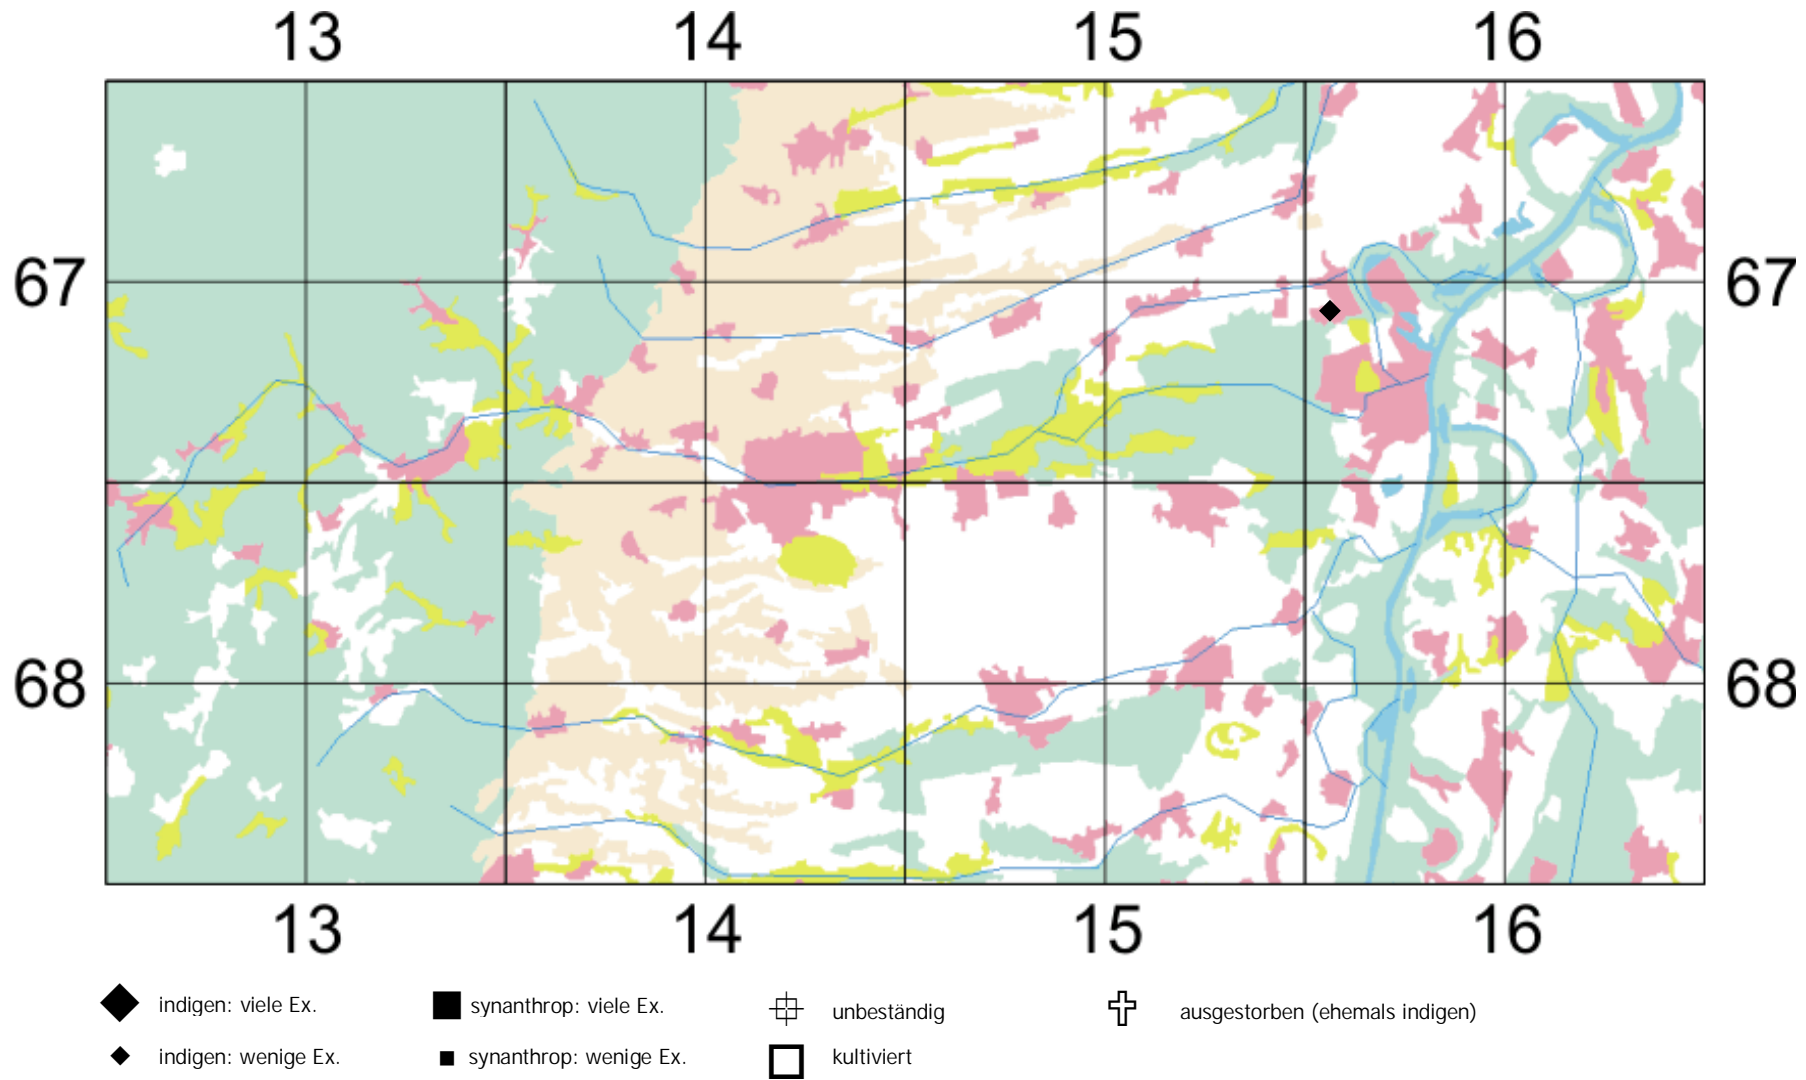 13 14 15 16
67 67
68 68
13 14 15 16
indigen: viele Ex. synanthrop: viele Ex. unbeständig ausgestorben (ehemals indigen)
indigen: wenige Ex. synanthrop: wenige Ex. kultiviert